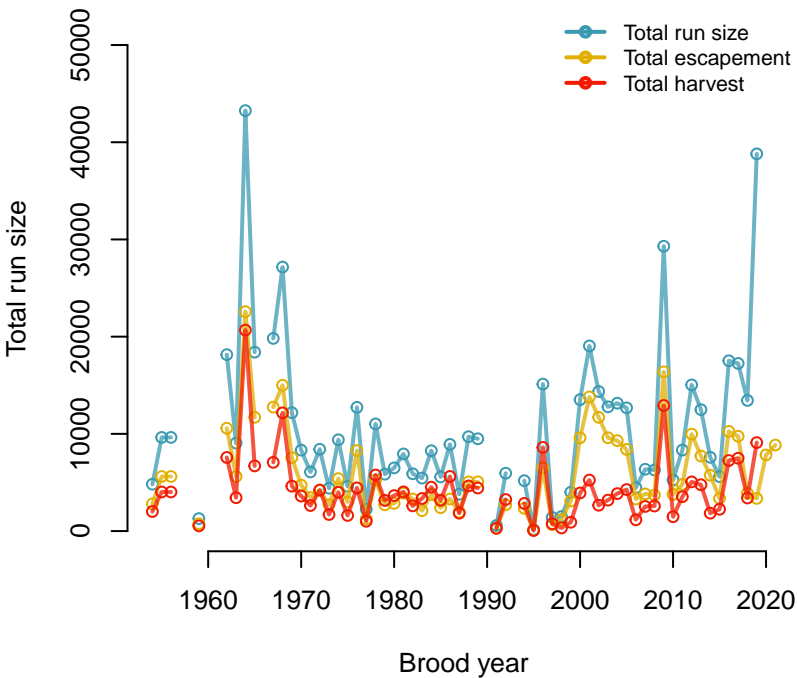 Total run size
Total escapement
Total harvest
50000
40000
30000
20000
10000
0
Total run size
1960 1970 1980 1990 2000 2010 2020
Brood year